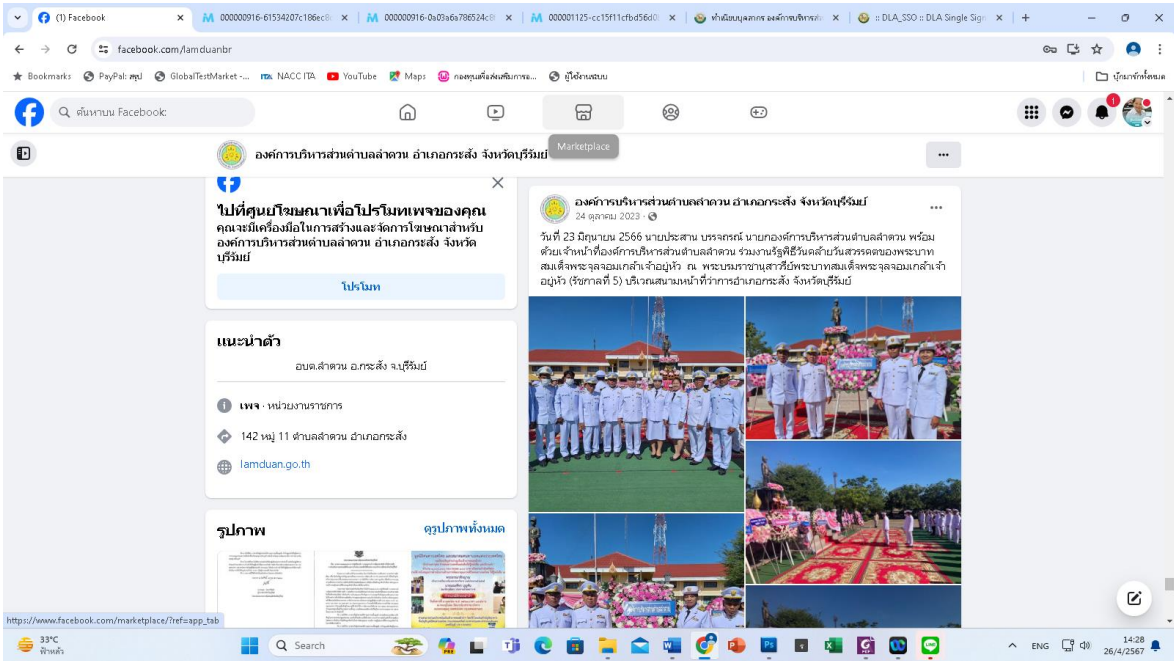 (1) Facebook
000000916-61534207c186ec8
000000916-0a03a6a786524c8
000001125-cc15f11cfbd56d0
ทำเนียบบุคลากร องค์การบริหารส่ว
:: DLA_SSO :: DLA Single Sign
facebook.com/lamduanbr
Bookmarks
PayPal: สรุป
GlobalTestMarket -...
NACC ITA
YouTube
Maps
กองทุนเพื่อส่งเสริมการอ...
ผู้ใช้งานระบบ
บุ๊กมาร์กทั้งหมด
ค้นหาบน Facebook
1
องค์การบริหารส่วนตำบลลำดวน อำเภอกระสัง จังหวัดบุรีรัมย์
Marketplace
ไปที่ศูนย์โฆษณาเพื่อโปรโมทเพจของคุณ
คุณจะมีเครื่องมือในการสร้างและจัดการโฆษณาสำหรับ
องค์การบริหารส่วนตำบลลำดวน อำเภอกระสัง จังหวัด
บุรีรัมย์
โปรโมท
แนะนำตัว
อบต.ลำดวน อ.กระสัง จ.บุรีรัมย์
เพจ · หน่วยงานราชการ
142 หมู่ 11 ตำบลลำดวน อำเภอกระสัง
lamduan.go.th
รูปภาพ
ดูรูปภาพทั้งหมด
องค์การบริหารส่วนตำบลลำดวน อำเภอกระสัง จังหวัดบุรีรัมย์
24 ตุลาคม 2023 ·
วันที่ 23 มิถุนายน 2566 นายประสาน บรรจถรณ์ นายกองค์การบริหารส่วนตำบลลำดวน พร้อม
ด้วยเจ้าหน้าที่องค์การบริหารส่วนตำบลลำดวน ร่วมงานรัฐพิธีวันคล้ายวันสวรรคตของพระบาท
สมเด็จพระจุลจอมเกล้าเจ้าอยู่หัว ณ พระบรมราชานุสาวรีย์พระบาทสมเด็จพระจุลจอมเกล้าเจ้า
อยู่หัว (รัชกาลที่ 5) บริเวณสนามหน้าที่ว่าการอำเภอกระสัง จังหวัดบุรีรัมย์
https://www.facebook.com/marketplace/?ref=app_tab
33°C
ฟ้าหลัว
Search
ENG
14:28
26/4/2567